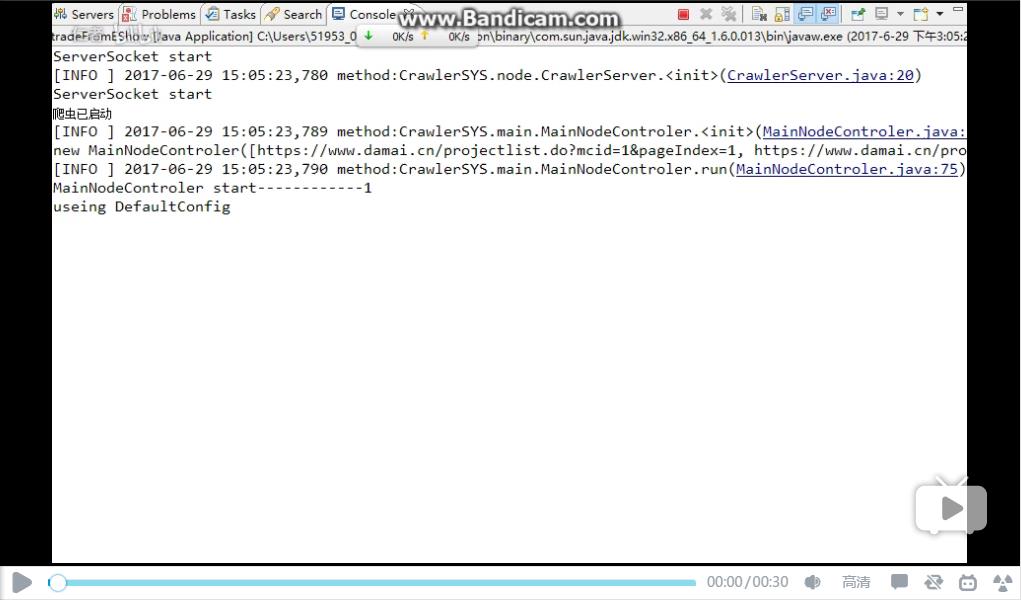 www.Bandicam.com
Servers Problems Tasks Search Console
tradeFromEShow [Java Application] C:\Users\51953_0 0K/s 0K/s on\binary\com.sun.java.jdk.win32.x86_64_1.6.0.013\bin\javaw.exe (2017-6-29 下午3:05:2
ServerSocket start
[INFO ] 2017-06-29 15:05:23,780 method:CrawlerSYS.node.CrawlerServer.<init>(CrawlerServer.java:20)
ServerSocket start
爬虫已启动
[INFO ] 2017-06-29 15:05:23,789 method:CrawlerSYS.main.MainNodeControler.<init>(MainNodeControler.java:
new MainNodeControler([https://www.damai.cn/projectlist.do?mcid=1&pageIndex=1, https://www.damai.cn/pro
[INFO ] 2017-06-29 15:05:23,790 method:CrawlerSYS.main.MainNodeControler.run(MainNodeControler.java:75)
MainNodeControler start------------1
useing DefaultConfig
00:00/00:30 高清